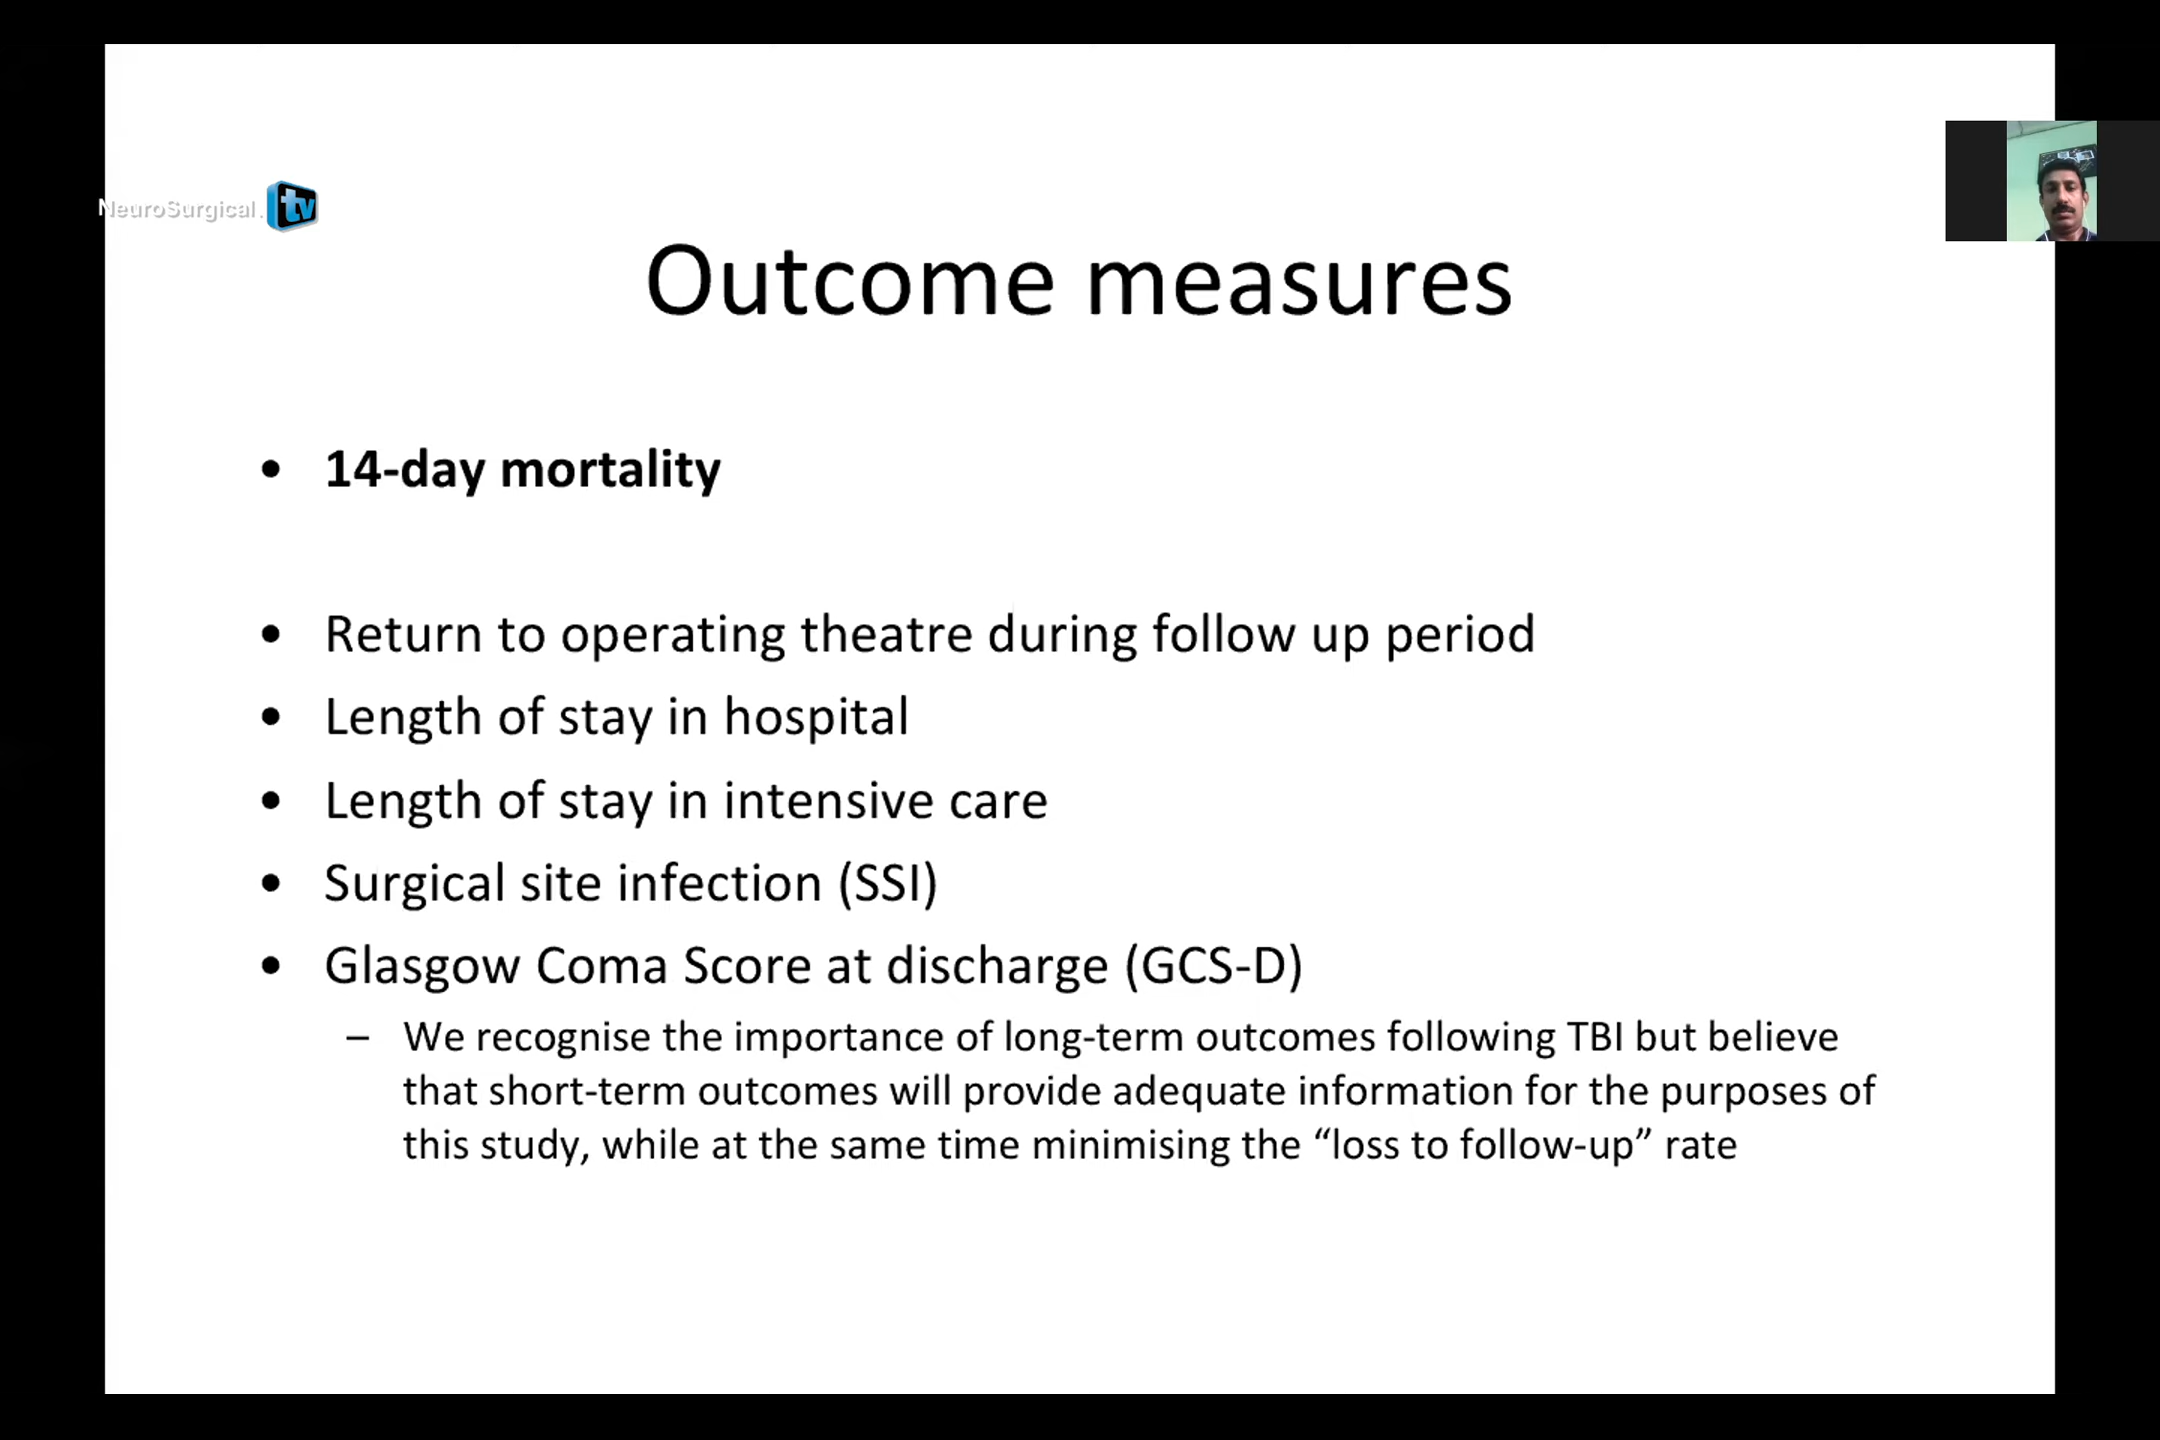 NeuroSurgical.tv
Outcome measures
• 14-day mortality
• Return to operating theatre during follow up period
• Length of stay in hospital
• Length of stay in intensive care
• Surgical site infection (SSI)
• Glasgow Coma Score at discharge (GCS-D)
– We recognise the importance of long-term outcomes following TBI but believe
that short-term outcomes will provide adequate information for the purposes of
this study, while at the same time minimising the “loss to follow-up” rate